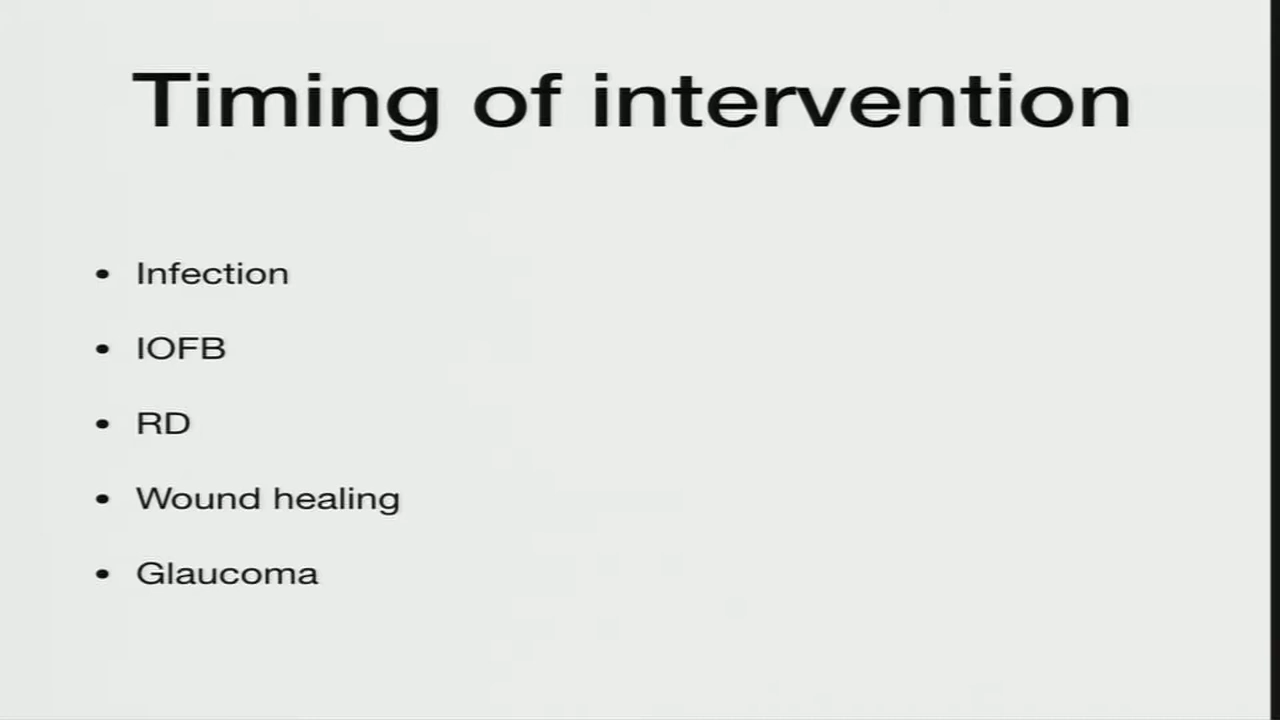 Timing of intervention
• Infection
• IOFB
• RD
• Wound healing
• Glaucoma